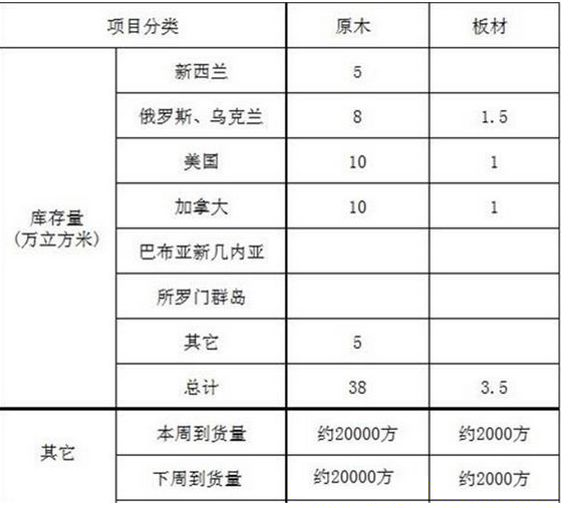 项目分类 原木 板材
新西兰 5
俄罗斯、乌克兰 8 1.5
美国 10 1
加拿大 10 1
库存量
(万立方米)
巴布亚新几内亚
所罗门群岛
其它 5
总计 38 3.5
其它
本周到货量 约20000方 约2000方
下周到货量 约20000方 约2000方